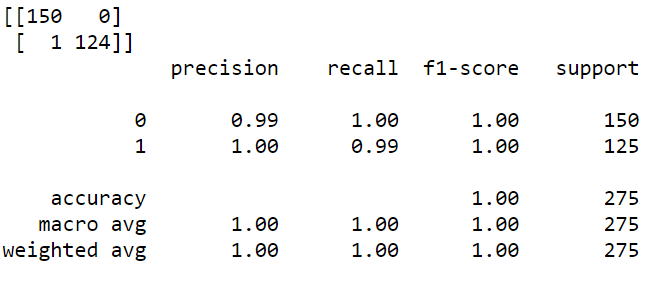 [[150   0]
 [  1 124]]
              precision    recall  f1-score   support

           0       0.99      1.00      1.00       150
           1       1.00      0.99      1.00       125

    accuracy                           1.00       275
   macro avg       1.00      1.00      1.00       275
weighted avg       1.00      1.00      1.00       275